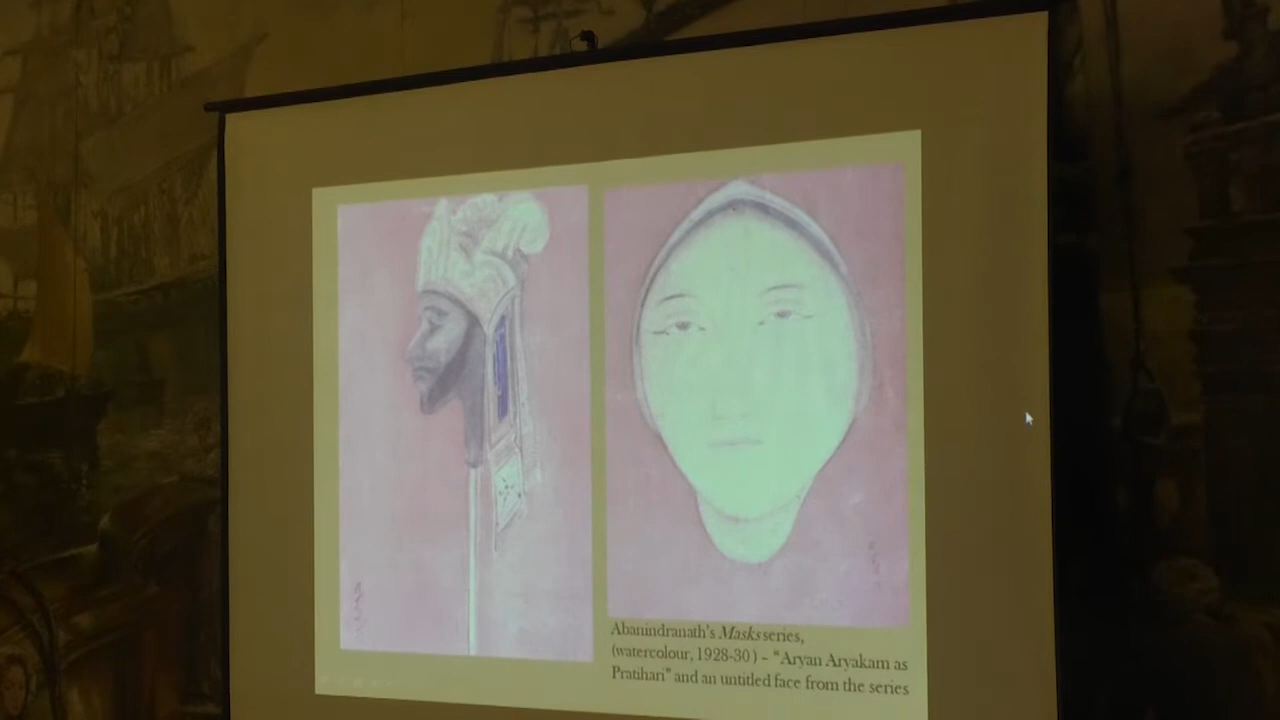 Abanindranath's Masks series,
(watercolour, 1928-30 ) – "Aryan Aryakam as
Pratihari" and an untitled face from the series